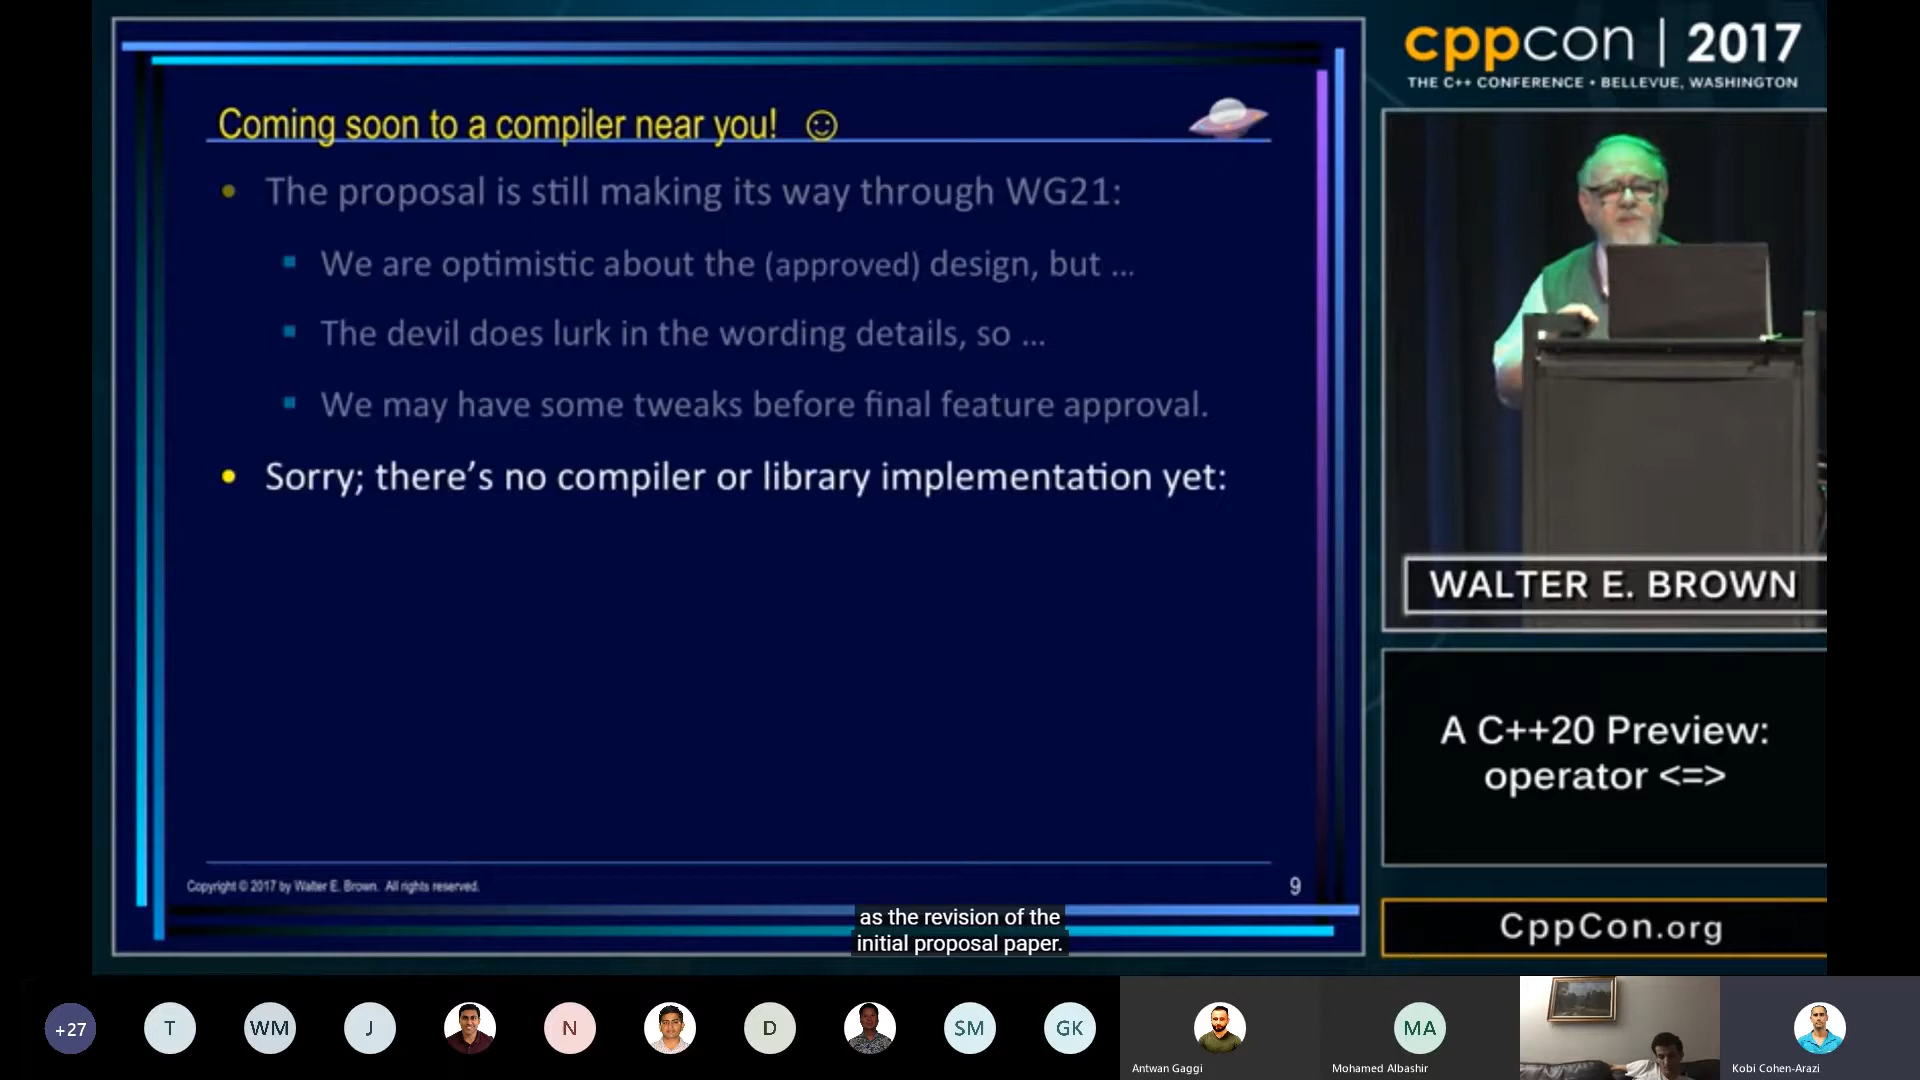 cppcon | 2017
THE C++ CONFERENCE • BELLEVUE, WASHINGTON
Coming soon to a compiler near you! ☺
• The proposal is still making its way through WG21:
▪ We are optimistic about the (approved) design, but ...
▪ The devil does lurk in the wording details, so ...
▪ We may have some tweaks before final feature approval.
• Sorry; there's no compiler or library implementation yet:
Copyright © 2017 by Walter E. Brown. All rights reserved.
9
as the revision of the
initial proposal paper.
WALTER E. BROWN
A C++20 Preview:
operator <=>
CppCon.org
+27
T
WM
J
N
D
SM
GK
Antwan Gaggi
MA
Mohamed Albashir
Kobi Cohen-Arazi